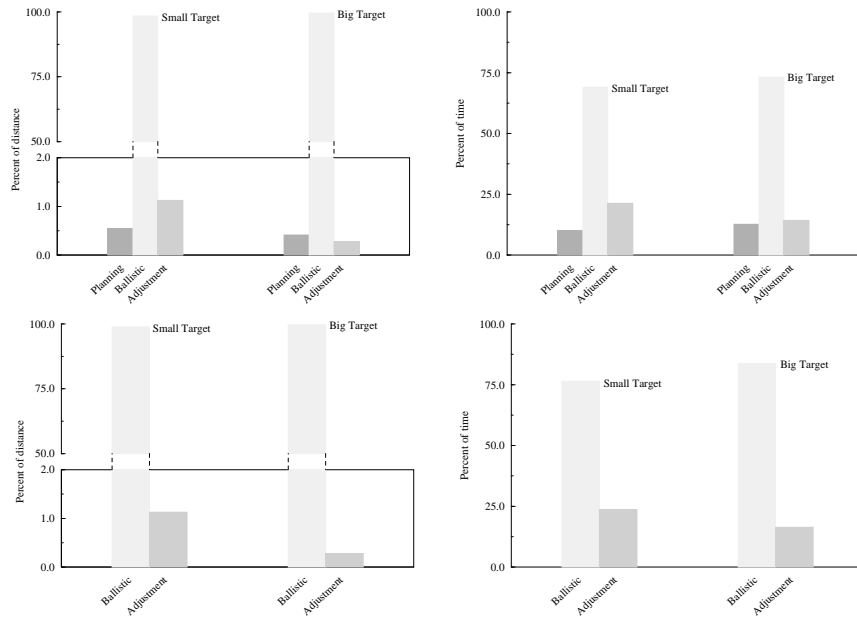 100.0
75.0
50.0
2.0
1.0
0.0
Percent of distance
Small Target
Big Target
Planning
Ballistic
Adjustment
Planning
Ballistic
Adjustment
100.0
75.0
50.0
25.0
0.0
Percent of time
Small Target
Big Target
Planning
Ballistic
Adjustment
Planning
Ballistic
Adjustment
100.0
75.0
50.0
2.0
1.0
0.0
Percent of distance
Small Target
Big Target
Ballistic
Adjustment
Ballistic
Adjustment
100.0
75.0
50.0
25.0
0.0
Percent of time
Small Target
Big Target
Ballistic
Adjustment
Ballistic
Adjustment